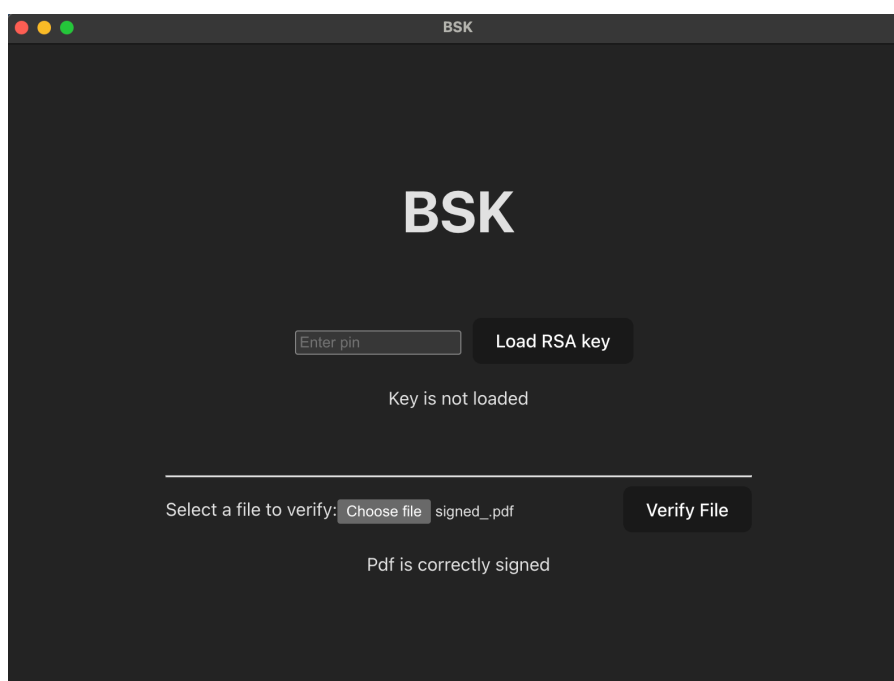 BSK
BSK
Enter pin Load RSA key
Key is not loaded
Select a file to verify: Choose file signed_.pdf Verify File
Pdf is correctly signed